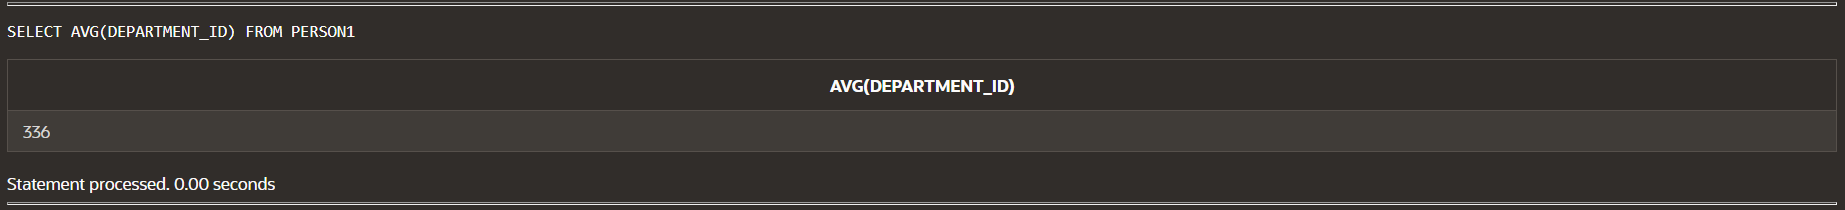 SELECT AVG(DEPARTMENT_ID) FROM PERSON1
AVG(DEPARTMENT_ID)
336
Statement processed. 0.00 seconds